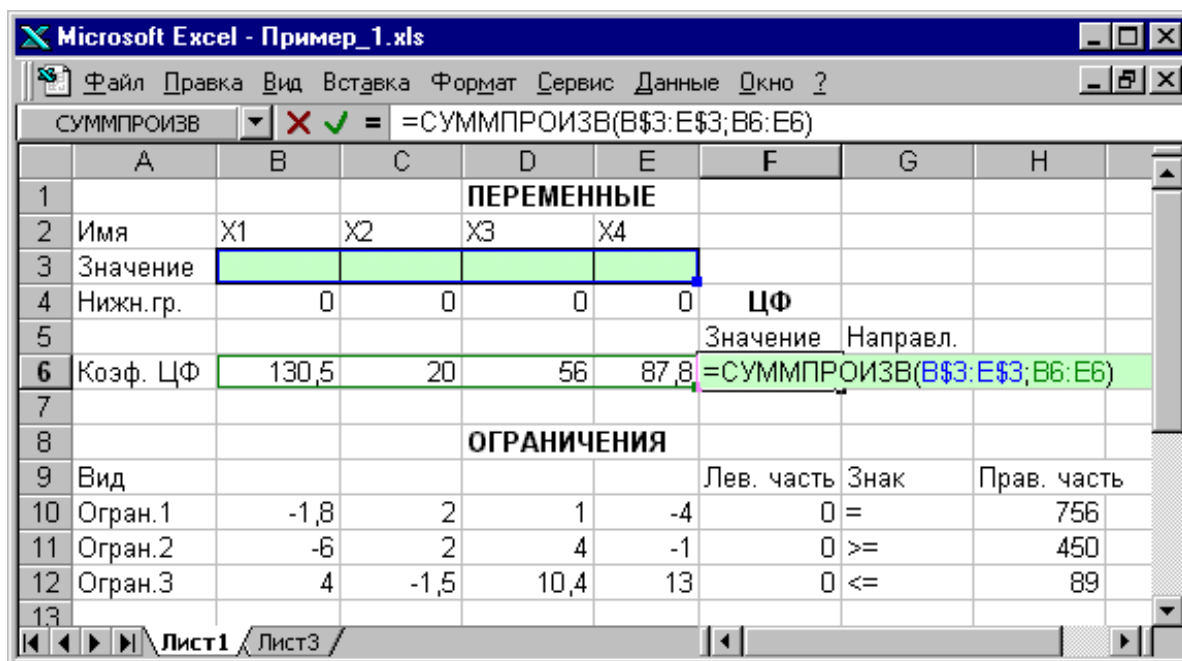 Microsoft Excel - Пример_1.xls
Файл Правка Вид Вставка Формат Сервис Данные Окно ?
СУММПРОИЗВ = =СУММПРОИЗВ(B$3:E$3;B6:E6)
A B C D E F G H
1 ПЕРЕМЕННЫЕ
2 Имя X1 X2 X3 X4
3 Значение
4 Нижн.гр. 0 0 0 0 ЦФ
5 Значение Направл.
6 Коэф. ЦФ 130,5 20 56 87,8 =СУММПРОИЗВ(B$3:E$3;B6:E6)
7
8 ОГРАНИЧЕНИЯ
9 Вид Лев. часть Знак Прав. часть
10 Огран.1 -1,8 2 1 -4 0 = 756
11 Огран.2 -6 2 4 -1 0 >= 450
12 Огран.3 4 -1,5 10,4 13 0 <= 89
13
Лист1 Лист3